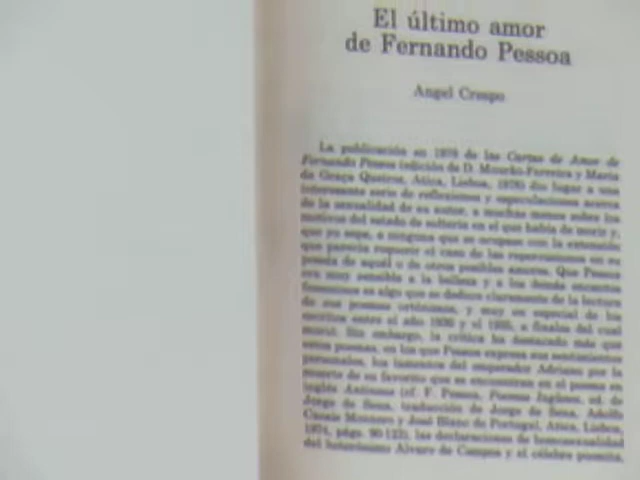 El último amor
de Fernando Pessoa
Angel Crespo
La publicación en 1978 de las Cartas de Amor de
Fernando Pessoa (edición de D. Mourão-Ferreira y Maria
da Graça Queiroz, Atica, Lisboa, 1978) dio lugar a una
interesante serie de reflexiones y especulaciones acerca
de la sexualidad de su autor, a muchas menos sobre los
motivos del estado de soltería en el que había de morir y,
que yo sepa, a ninguna que se ocupase con la extensión
que parecía requerir el caso de las repercusiones en su
poesía de aquel o de otros posibles amores. Que Pessoa
era muy sensible a la belleza y a los demás encantos
femeninos es algo que se deduce claramente de la lectura
de sus poemas ortónimos, y muy en especial de los
escritos entre el año 1930 y el 1935, a finales del cual
murió. Sin embargo, la crítica ha destacado más que
estos poemas, en los que Pessoa expresa sus sentimientos
personales, los lamentos del emperador Adriano por la
muerte de su favorito que se encuentran en el poema en
inglés Antinous (cf. F. Pessoa, Poemas Ingleses, ed. de
Jorge de Sena, traducción de Jorge de Sena, Adolfo
Casais Monteiro y José Blanc de Portugal, Atica, Lisboa,
1974, págs. 90-123), las declaraciones de homosexualidad
del heterónimo Alvaro de Campos y el célebre poemita,